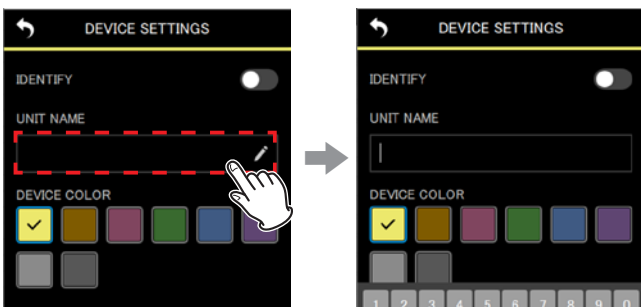 DEVICE SETTINGS
IDENTIFY
UNIT NAME
DEVICE COLOR
DEVICE SETTINGS
IDENTIFY
UNIT NAME
DEVICE COLOR
1 2 3 4 5 6 7 8 9 0